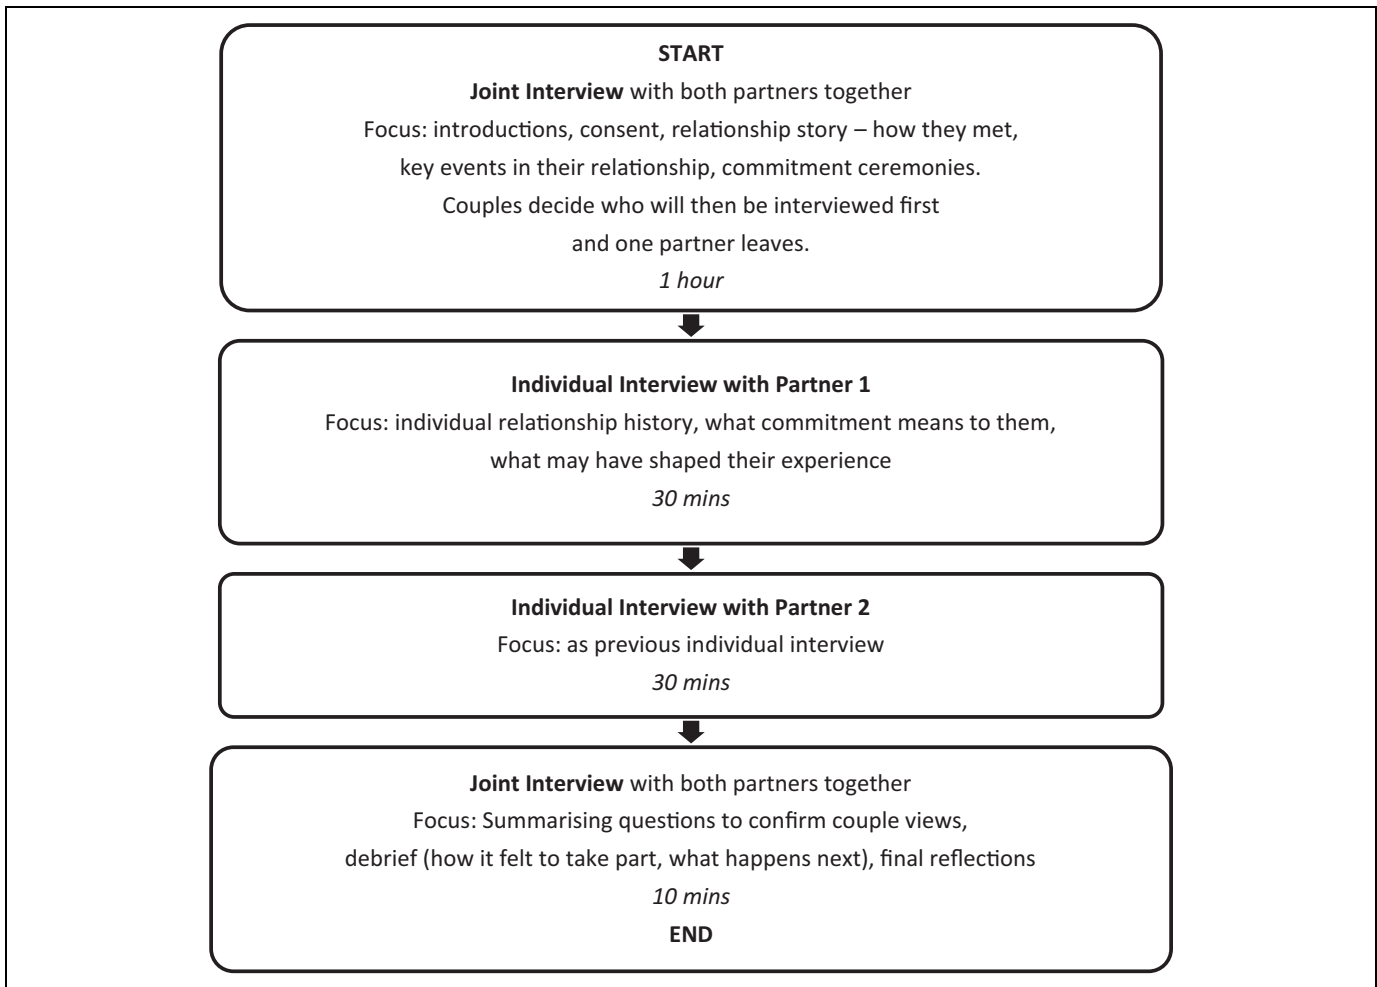 START
Joint Interview with both partners together
Focus: introductions, consent, relationship story – how they met,
key events in their relationship, commitment ceremonies.
Couples decide who will then be interviewed first
and one partner leaves.
1 hour
Individual Interview with Partner 1
Focus: individual relationship history, what commitment means to them,
what may have shaped their experience
30 mins
Individual Interview with Partner 2
Focus: as previous individual interview
30 mins
Joint Interview with both partners together
Focus: Summarising questions to confirm couple views,
debrief (how it felt to take part, what happens next), final reflections
10 mins
END